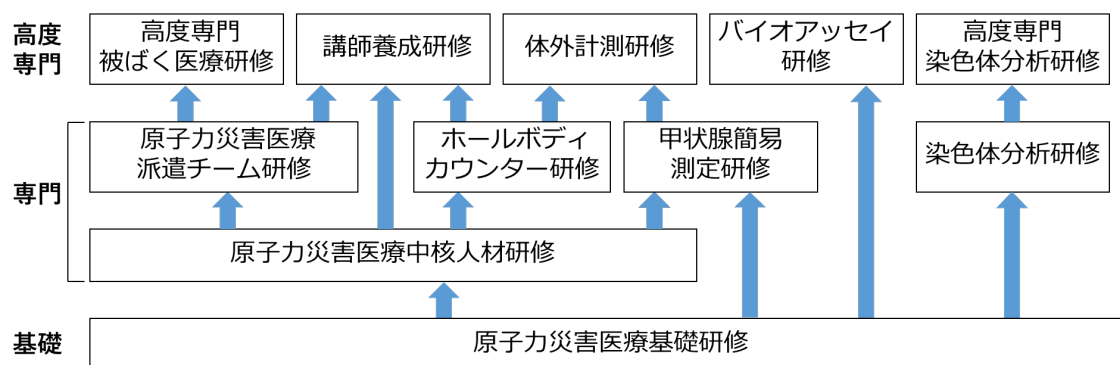 高度
専門
高度専門
被ばく医療研修
講師養成研修
体外計測研修
バイオアッセイ
研修
高度専門
染色体分析研修
専門
原子力災害医療
派遣チーム研修
ホールボディ
カウンター研修
甲状腺簡易
測定研修
染色体分析研修
原子力災害医療中核人材研修
基礎
原子力災害医療基礎研修